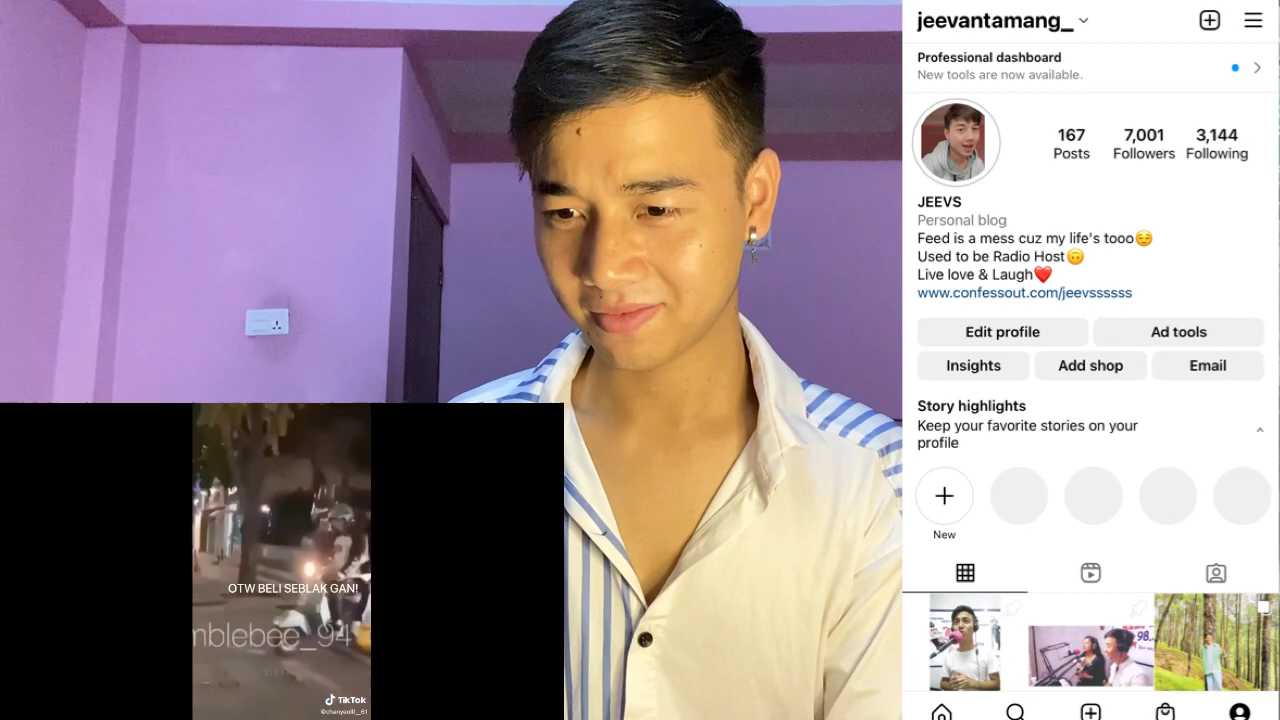 jeevantamang_
Professional dashboard
New tools are now available.
167
Posts
7,001
Followers
3,144
Following
JEEVS
Personal blog
Feed is a mess cuz my life's tooo😌
Used to be Radio Host🙃
Live love & Laugh❤️
www.confessout.com/jeevssssss
Edit profile
Ad tools
Insights
Add shop
Email
Story highlights
Keep your favorite stories on your
profile
New
98.
OTW BELI SEBLAK GAN!
mblebee_94
TikTok